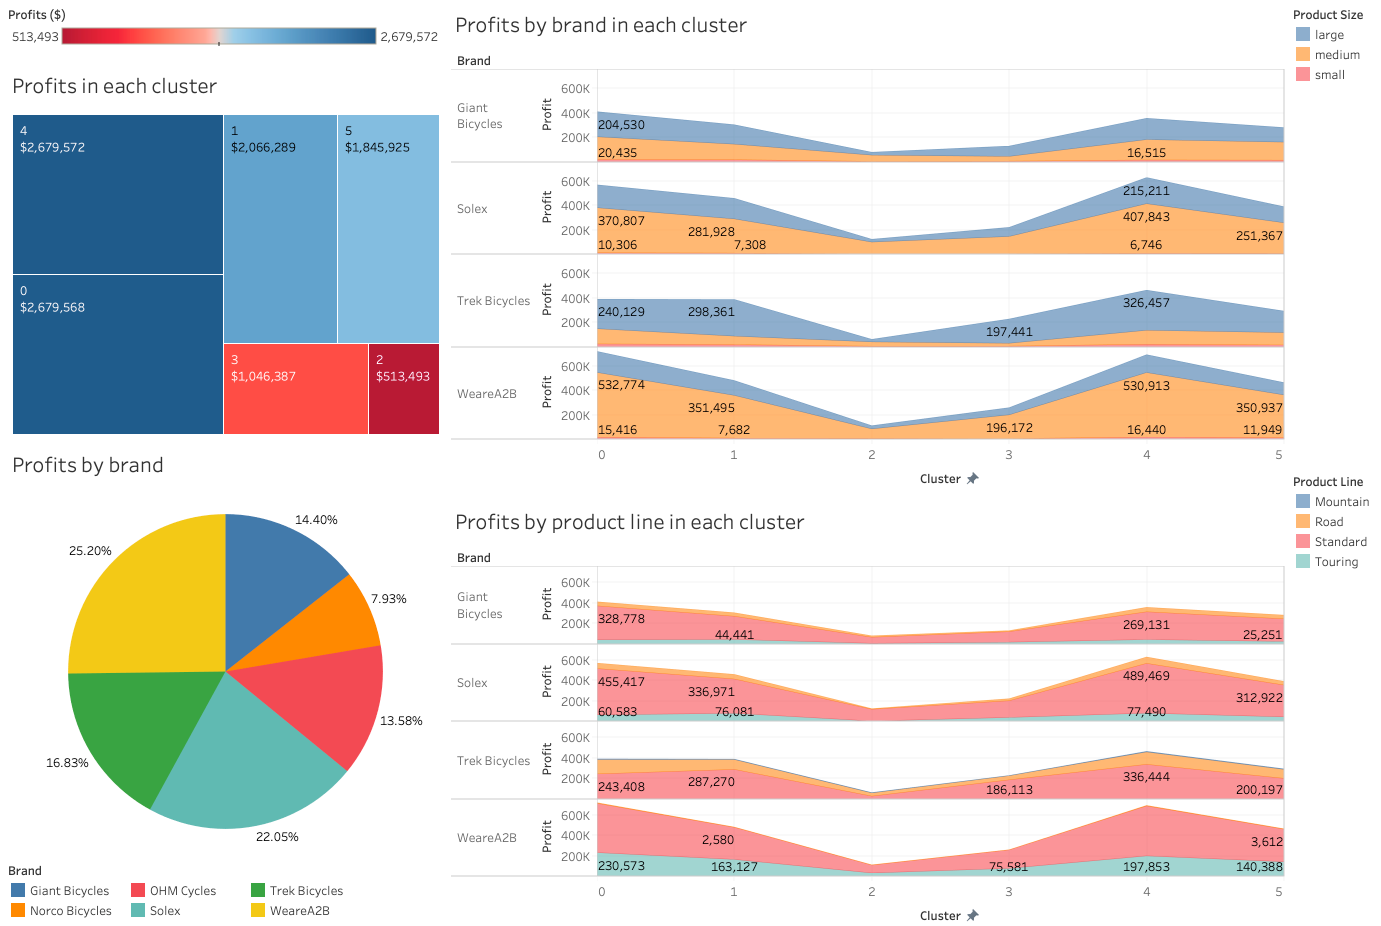 Profits ($)
513,493 2,679,572
Profits in each cluster
4
$2,679,572
1
$2,066,289
5
$1,845,925
0
$2,679,568
3
$1,046,387
2
$513,493
Profits by brand
14.40%
25.20%
7.93%
13.58%
16.83%
22.05%
Brand
Giant Bicycles OHM Cycles Trek Bicycles
Norco Bicycles Solex WeareA2B
Profits by brand in each cluster
Brand
Giant
Bicycles
Profit
600K
400K
200K
204,530
20,435 16,515
Solex
Profit
600K
400K
200K
215,211
370,807 407,843
281,928 251,367
10,306 7,308 6,746
Trek Bicycles
Profit
600K
400K
200K
240,129 298,361 326,457
197,441
WeareA2B
Profit
600K
400K
200K
532,774 530,913
351,495 350,937
15,416 7,682 196,172 16,440 11,949
0 1 2 3 4 5
Cluster
Product Size
large
medium
small
Profits by product line in each cluster
Brand
Giant
Bicycles
Profit
600K
400K
200K
328,778 269,131
44,441 25,251
Solex
Profit
600K
400K
200K
455,417 489,469
336,971 312,922
60,583 76,081 77,490
Trek Bicycles
Profit
600K
400K
200K
243,408 287,270 186,113 336,444 200,197
WeareA2B
Profit
600K
400K
200K
2,580 3,612
230,573 163,127 75,581 197,853 140,388
0 1 2 3 4 5
Cluster
Product Line
Mountain
Road
Standard
Touring